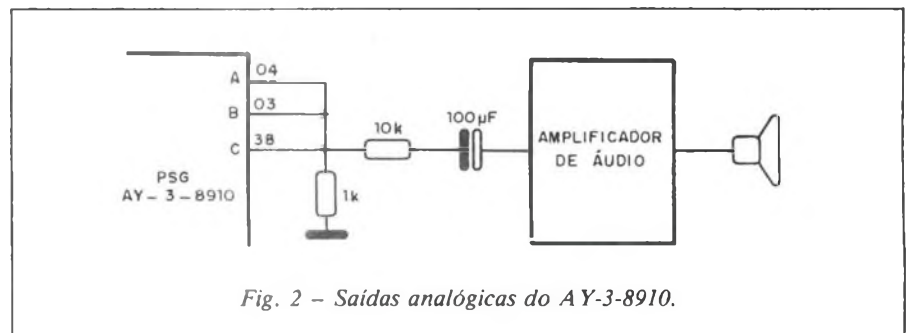 A 04
B 03
C 38
PSG
AY-3-8910
10k
1k
100µF
AMPLIFICADOR
DE ÁUDIO
Fig. 2 – Saídas analógicas do AY-3-8910.